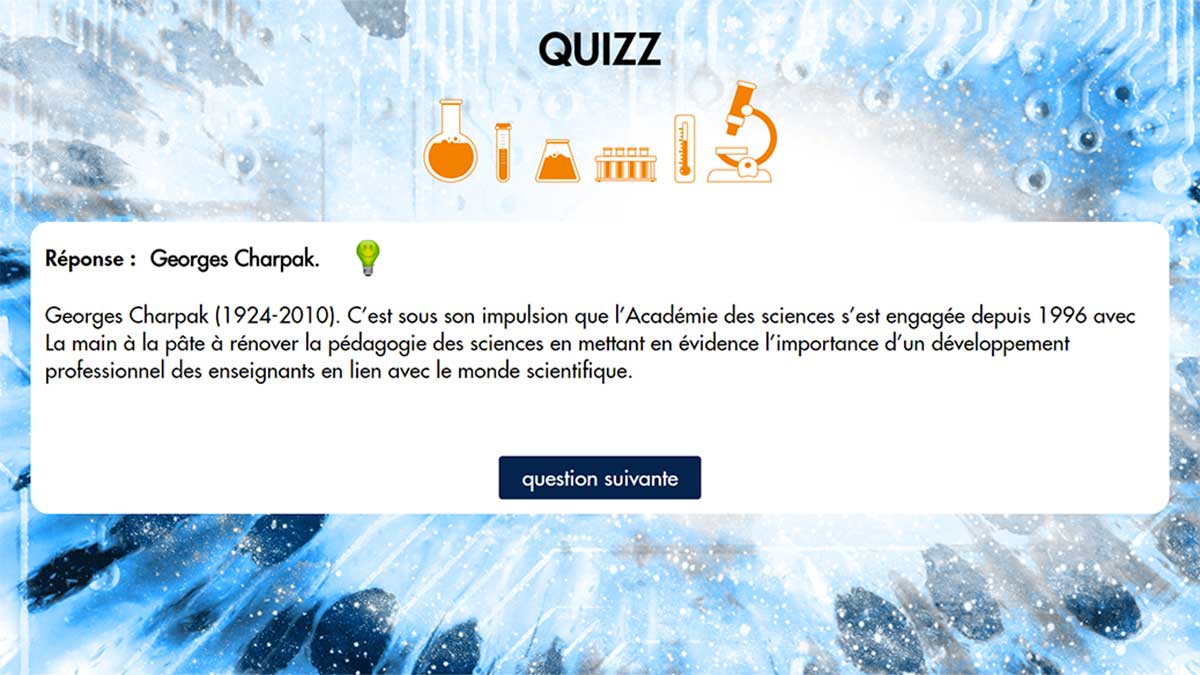 QUIZZ
Réponse : Georges Charpak.
Georges Charpak (1924-2010). C’est sous son impulsion que l’Académie des sciences s’est engagée depuis 1996 avec
La main à la pâte à rénover la pédagogie des sciences en mettant en évidence l’importance d’un développement
professionnel des enseignants en lien avec le monde scientifique.
question suivante